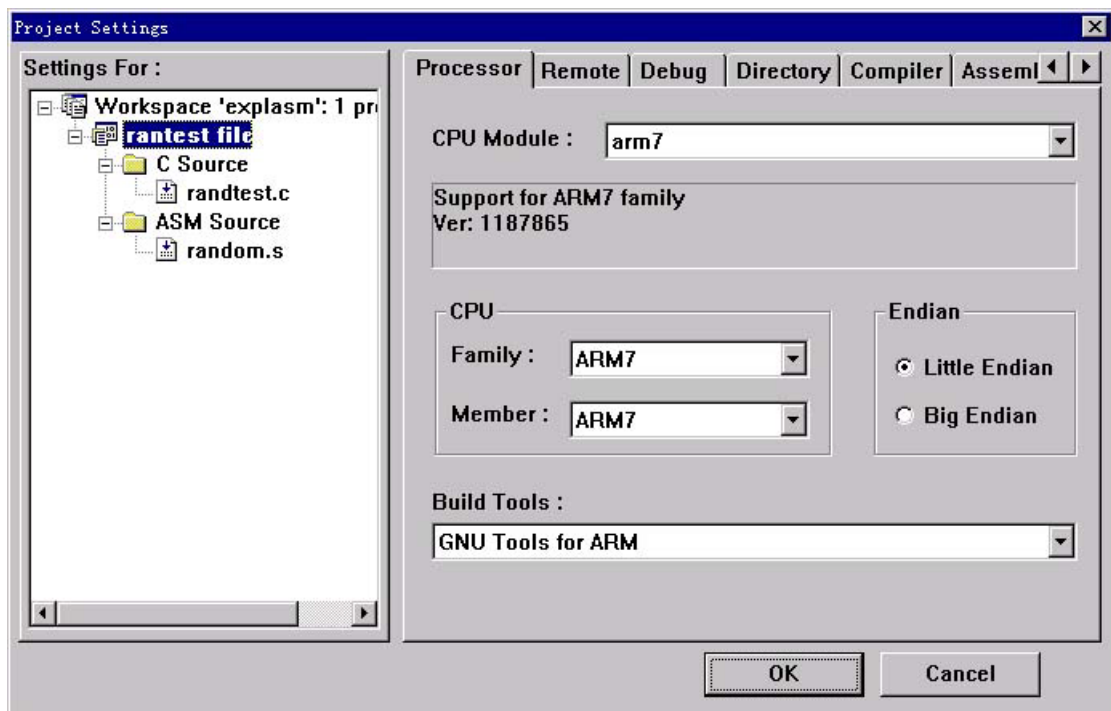 Project Settings
Settings For :
Workspace 'explasm': 1 pr
rantest file
C Source
randtest.c
ASM Source
random.s
Processor Remote Debug Directory Compiler Asseml
CPU Module : arm7
Support for ARM7 family
Ver: 1187865
CPU
Family : ARM7
Member : ARM7
Endian
Little Endian
Big Endian
Build Tools :
GNU Tools for ARM
OK Cancel